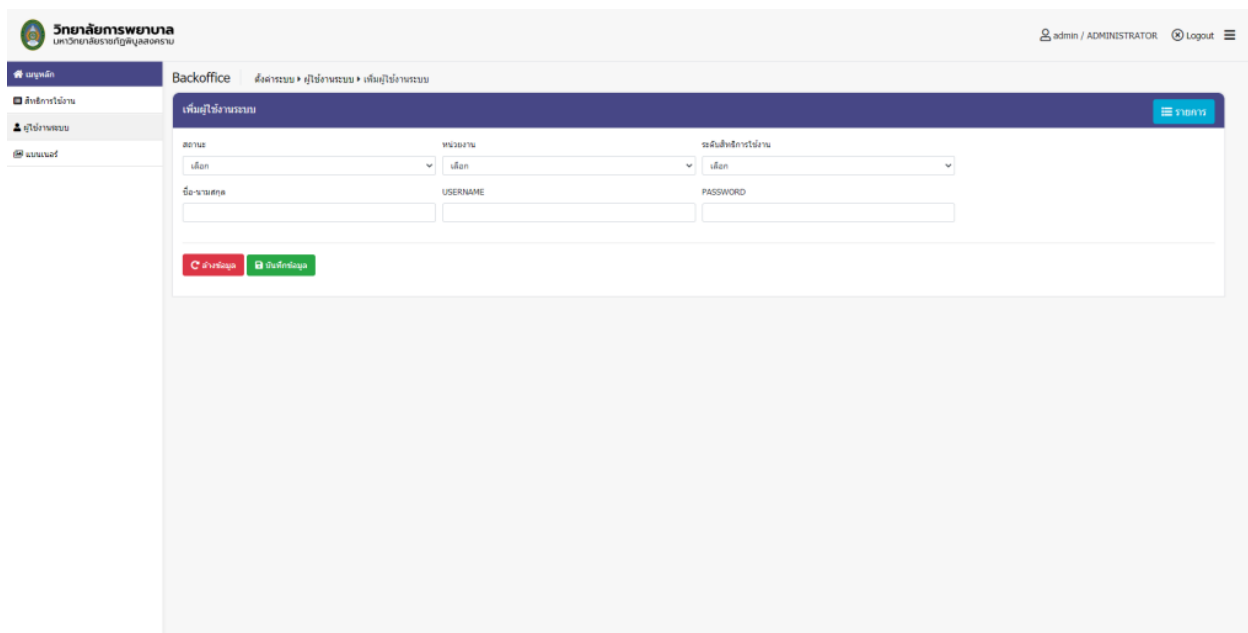 วิทยาลัยการพยาบาล
มหาวิทยาลัยราชภัฏพิบูลสงคราม
admin / ADMINISTRATOR Logout
เมนูหลัก
สิทธิการใช้งาน
ผู้ใช้งานระบบ
แบนเนอร์
Backoffice ตั้งค่าระบบ ผู้ใช้งานระบบ เพิ่มผู้ใช้งานระบบ
เพิ่มผู้ใช้งานระบบ รายการ
สถานะ หน่วยงาน ระดับสิทธิการใช้งาน
เลือก เลือก เลือก
ชื่อ-นามสกุล USERNAME PASSWORD
ล้างข้อมูล บันทึกข้อมูล